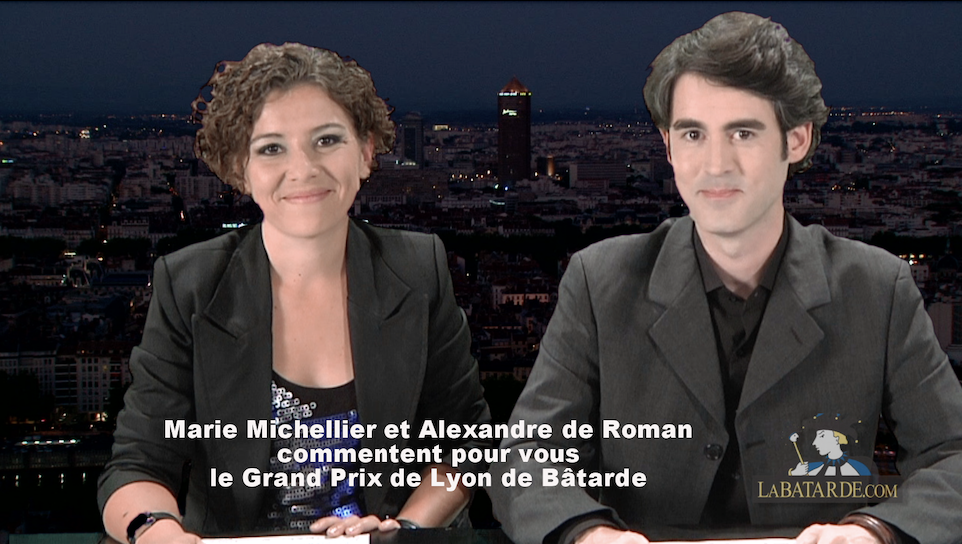 Marie Michellier et Alexandre de Roman
commentent pour vous
le Grand Prix de Lyon de Bâtarde
LABATARDE.COM